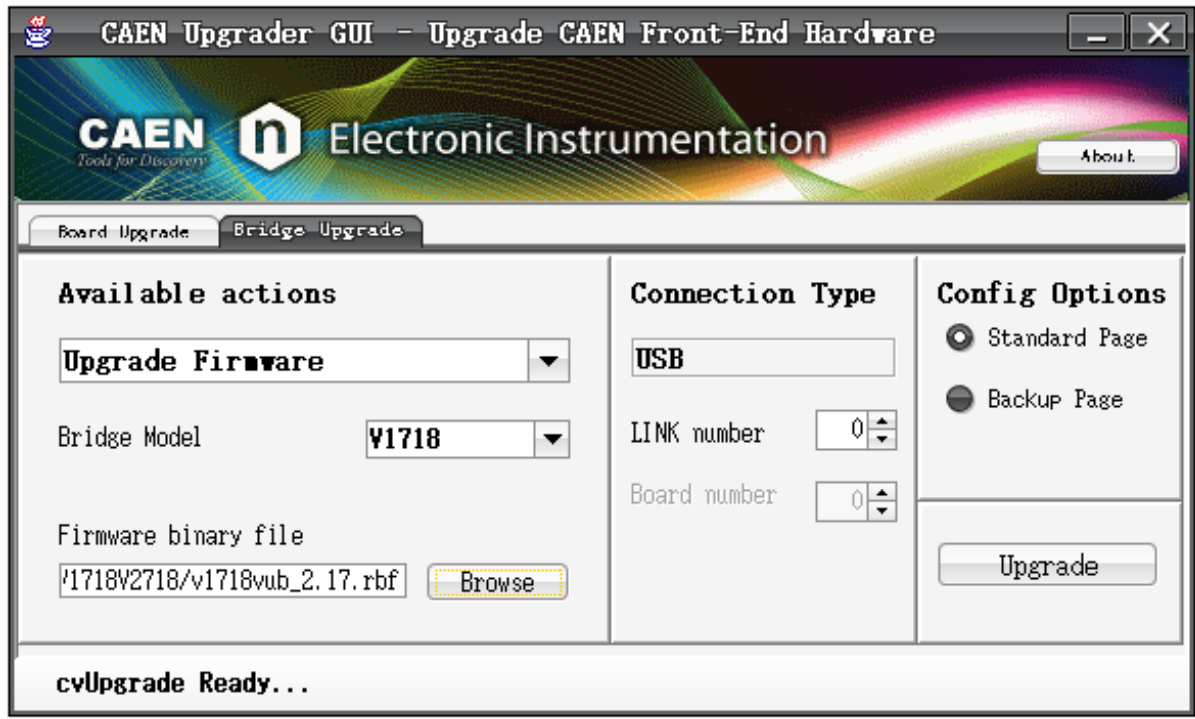 CAEN Upgrader GUI - Upgrade CAEN Front-End Hardware
CAEN n Electronic Instrumentation
Tools for Discovery
About
Board Upgrade Bridge Upgrade
Available actions
Upgrade Firmware
Bridge Model V1718
Firmware binary file
/1718V2718/v1718vub_2.17.rbf Browse
Connection Type
USB
LINK number 0
Board number 0
Config Options
Standard Page
Backup Page
Upgrade
cvUpgrade Ready...